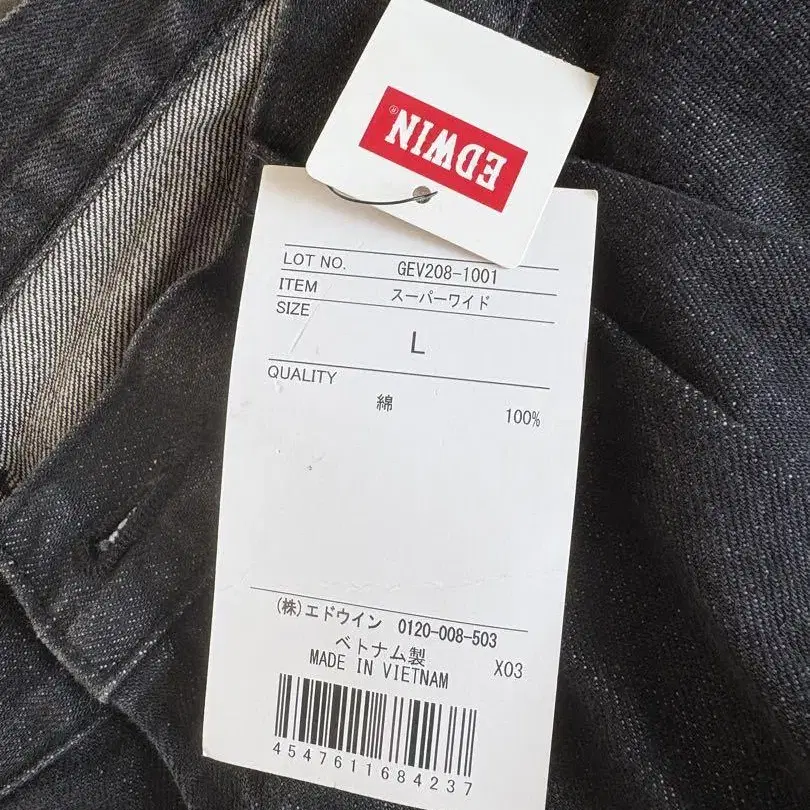 EDWIN®
LOT NO. GEV208-1001
ITEM スーパーワイド
SIZE
L
QUALITY
綿 100%
(株)エドウイン 0120-008-503
ベトナム製
MADE IN VIETNAM X03
4547611684237